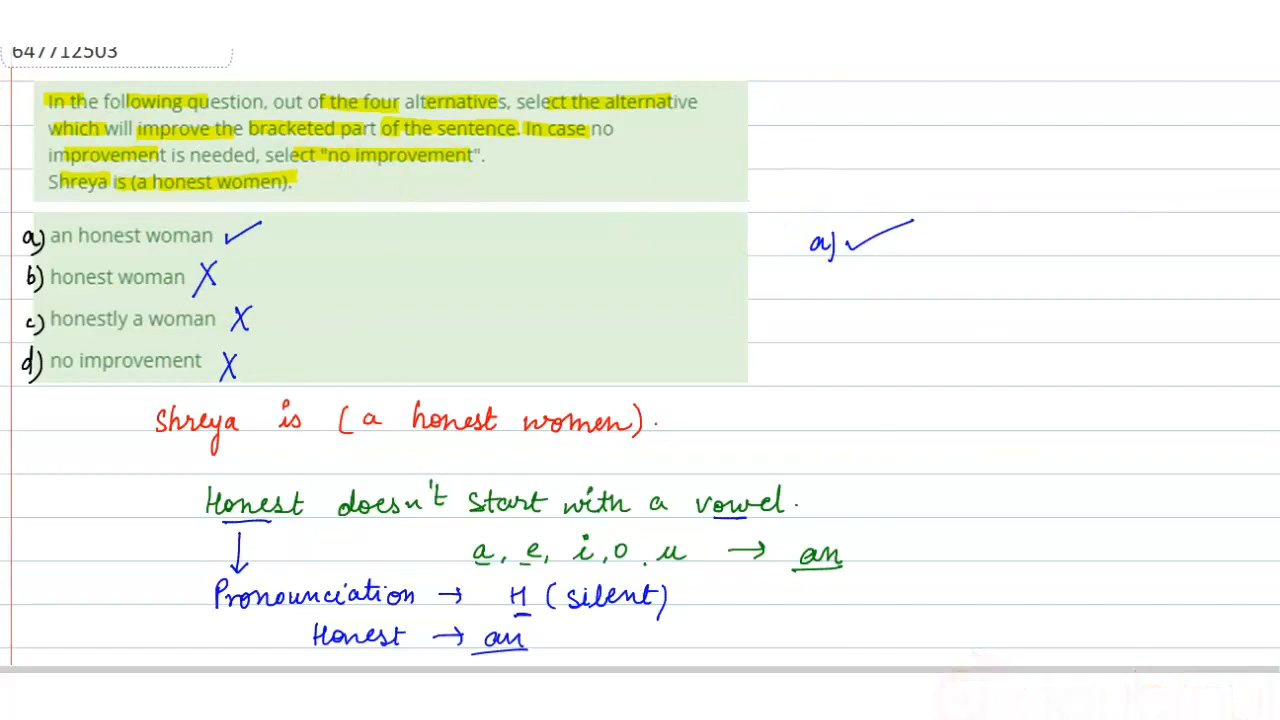 647712503
In the following question, out of the four alternatives, select the alternative
which will improve the bracketed part of the sentence. In case no
improvement is needed, select "no improvement".
Shreya is (a honest women).
a) an honest woman ✓
a) ✓
b) honest woman X
c) honestly a woman X
d) no improvement X
Shreya is (a honest women).
Honest doesn't start with a vowel.
a, e, i, o, u → an
Pronounciation → H (silent)
Honest → an